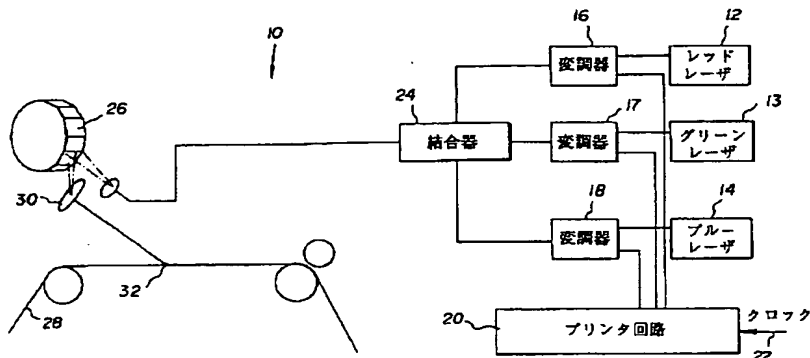 10
16
12
変調器
レッド
レーザ
26
24
17
13
結合器
変調器
グリーン
レーザ
30
18
14
変調器
ブルー
レーザ
32
28
20
プリンタ回路
クロック
22